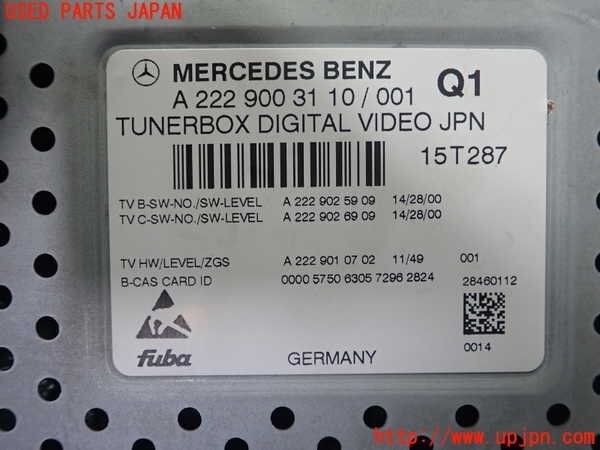 USED PARTS JAPAN
MERCEDES BENZ Q1
A 222 900 31 10 / 001
TUNERBOX DIGITAL VIDEO JPN
15T287
TV B-SW-NO./SW-LEVEL A 222 902 59 09 14/28/00
TV C-SW-NO./SW-LEVEL A 222 902 69 09 14/28/00
TV HW/LEVEL/ZGS A 222 901 07 02 11/49 001
B-CAS CARD ID 0000 5750 6305 7296 2824 28460112
fuba GERMANY 0014
http://www.upjpn.com/